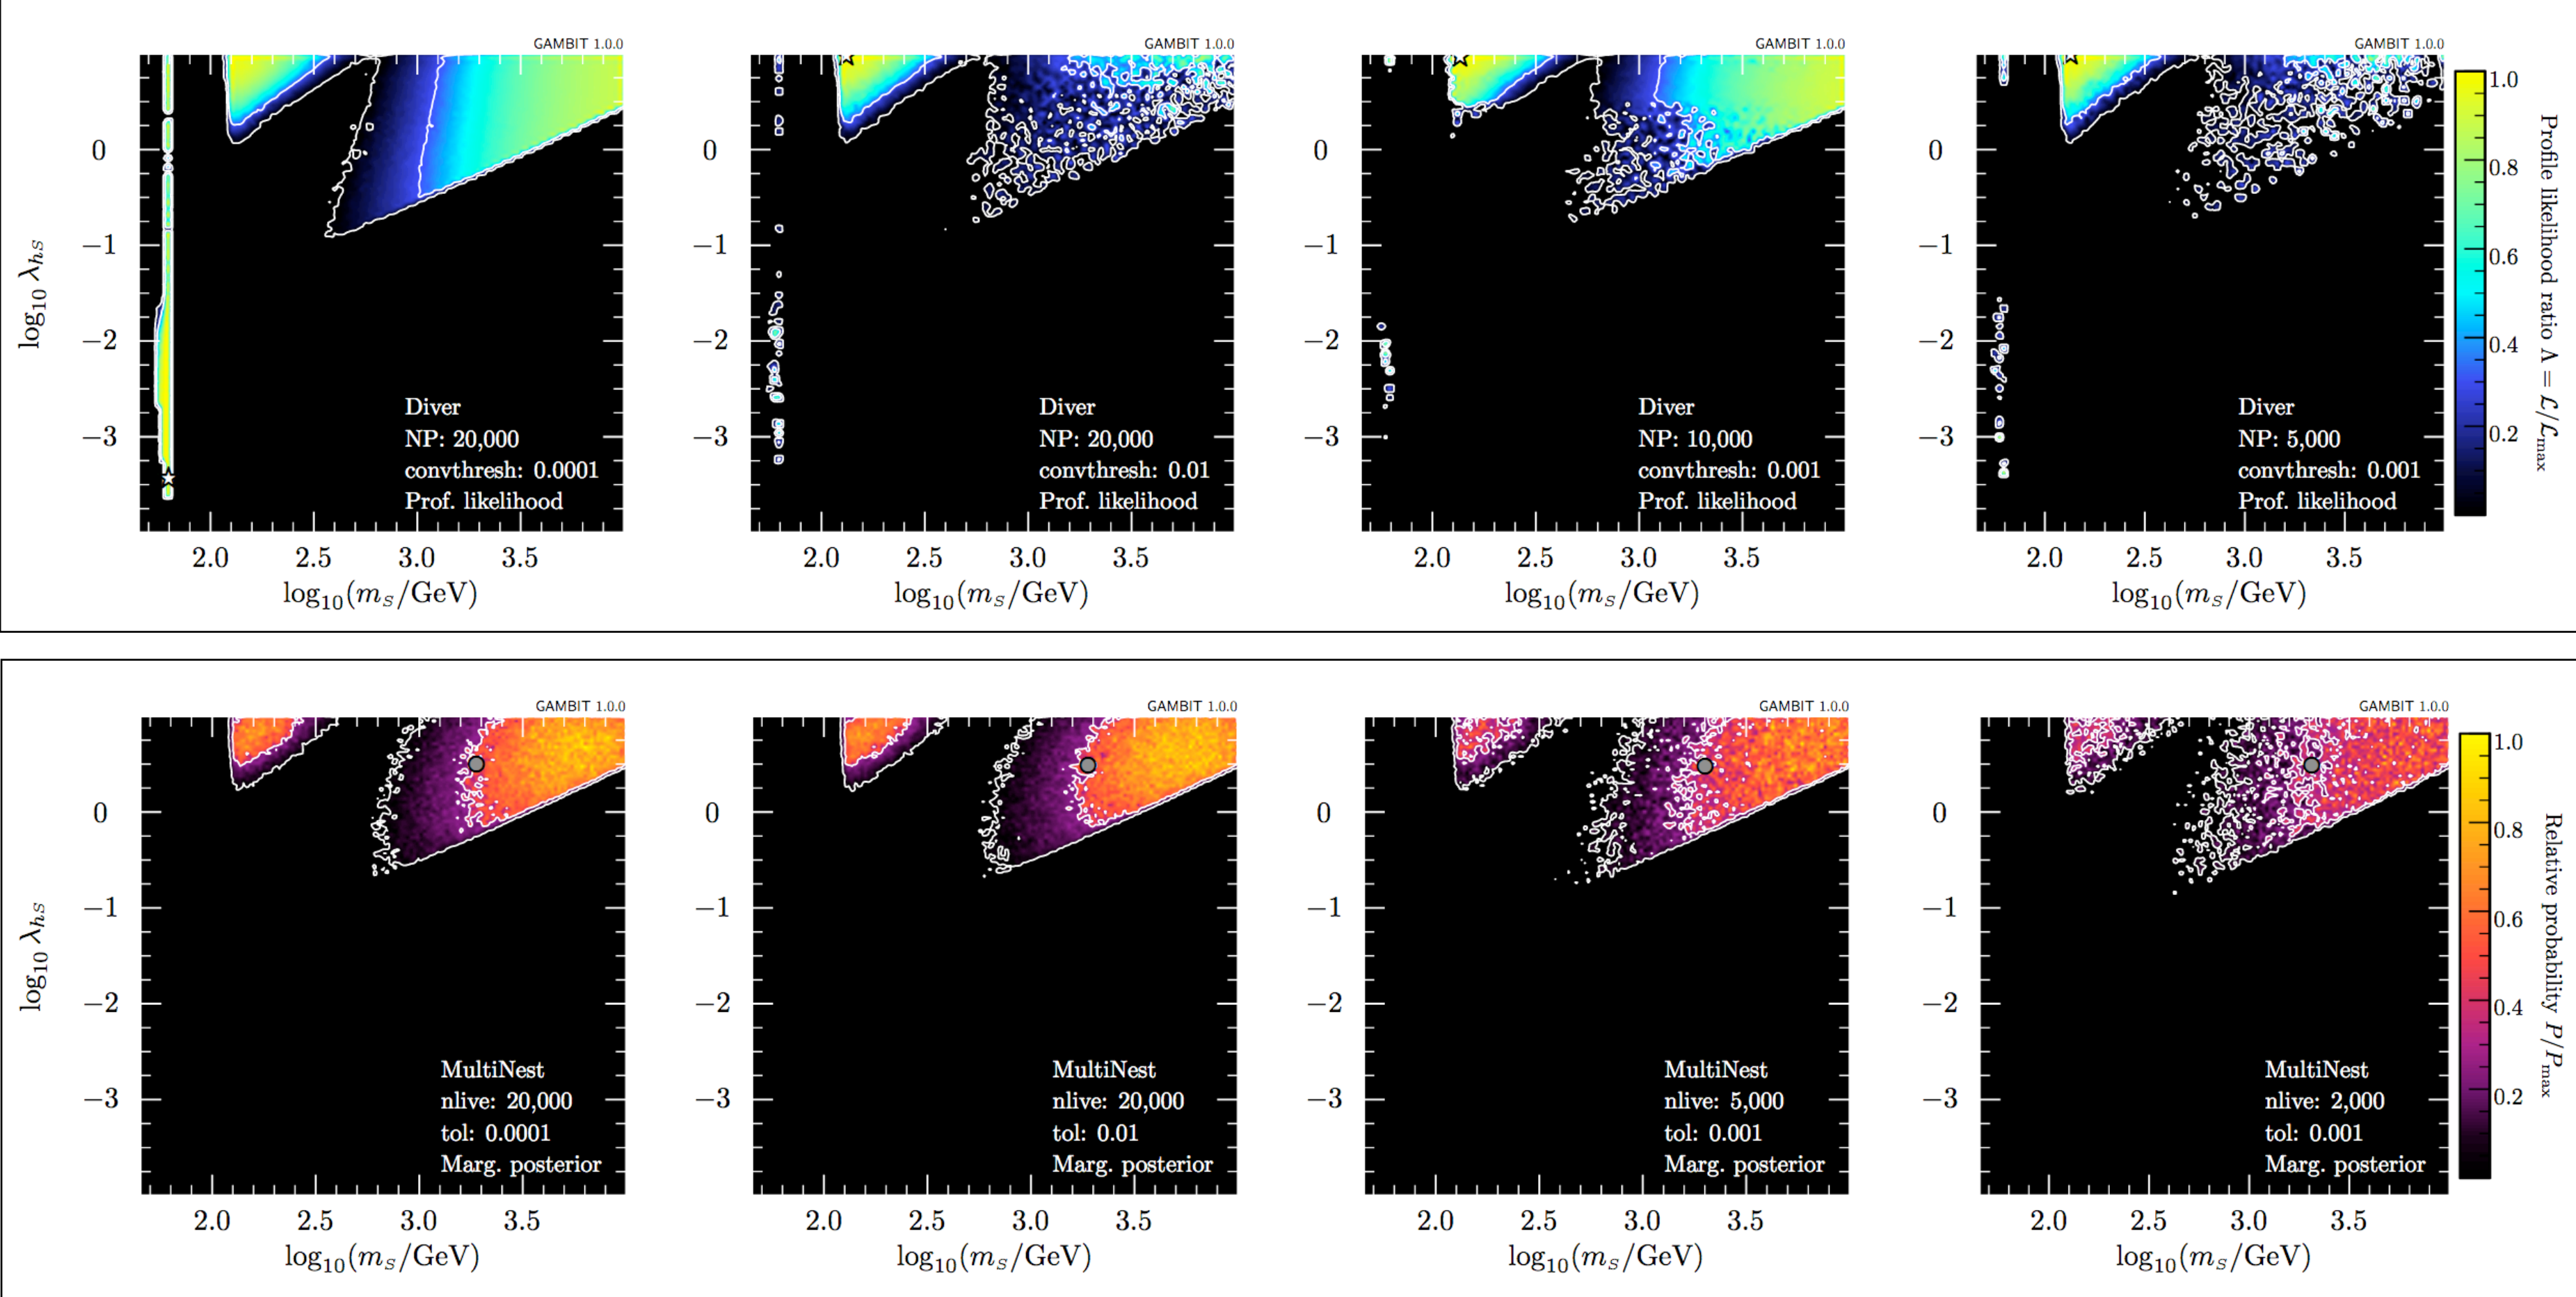 GAMBIT 1.0.0
GAMBIT 1.0.0
GAMBIT 1.0.0
GAMBIT 1.0.0
log₁₀ λ_hS
0
−1
−2
−3
Diver
NP: 20,000
convthresh: 0.0001
Prof. likelihood
2.0 2.5 3.0 3.5
log₁₀(m_S/GeV)
0
−1
−2
−3
Diver
NP: 20,000
convthresh: 0.01
Prof. likelihood
2.0 2.5 3.0 3.5
log₁₀(m_S/GeV)
0
−1
−2
−3
Diver
NP: 10,000
convthresh: 0.001
Prof. likelihood
2.0 2.5 3.0 3.5
log₁₀(m_S/GeV)
0
−1
−2
−3
Diver
NP: 5,000
convthresh: 0.001
Prof. likelihood
2.0 2.5 3.0 3.5
log₁₀(m_S/GeV)
1.0
0.8
0.6
0.4
0.2
Profile likelihood ratio Λ = ℒ/ℒ_max
GAMBIT 1.0.0
GAMBIT 1.0.0
GAMBIT 1.0.0
GAMBIT 1.0.0
log₁₀ λ_hS
0
−1
−2
−3
MultiNest
nlive: 20,000
tol: 0.0001
Marg. posterior
2.0 2.5 3.0 3.5
log₁₀(m_S/GeV)
0
−1
−2
−3
MultiNest
nlive: 20,000
tol: 0.01
Marg. posterior
2.0 2.5 3.0 3.5
log₁₀(m_S/GeV)
0
−1
−2
−3
MultiNest
nlive: 5,000
tol: 0.001
Marg. posterior
2.0 2.5 3.0 3.5
log₁₀(m_S/GeV)
0
−1
−2
−3
MultiNest
nlive: 2,000
tol: 0.001
Marg. posterior
2.0 2.5 3.0 3.5
log₁₀(m_S/GeV)
1.0
0.8
0.6
0.4
0.2
Relative probability P/P_max